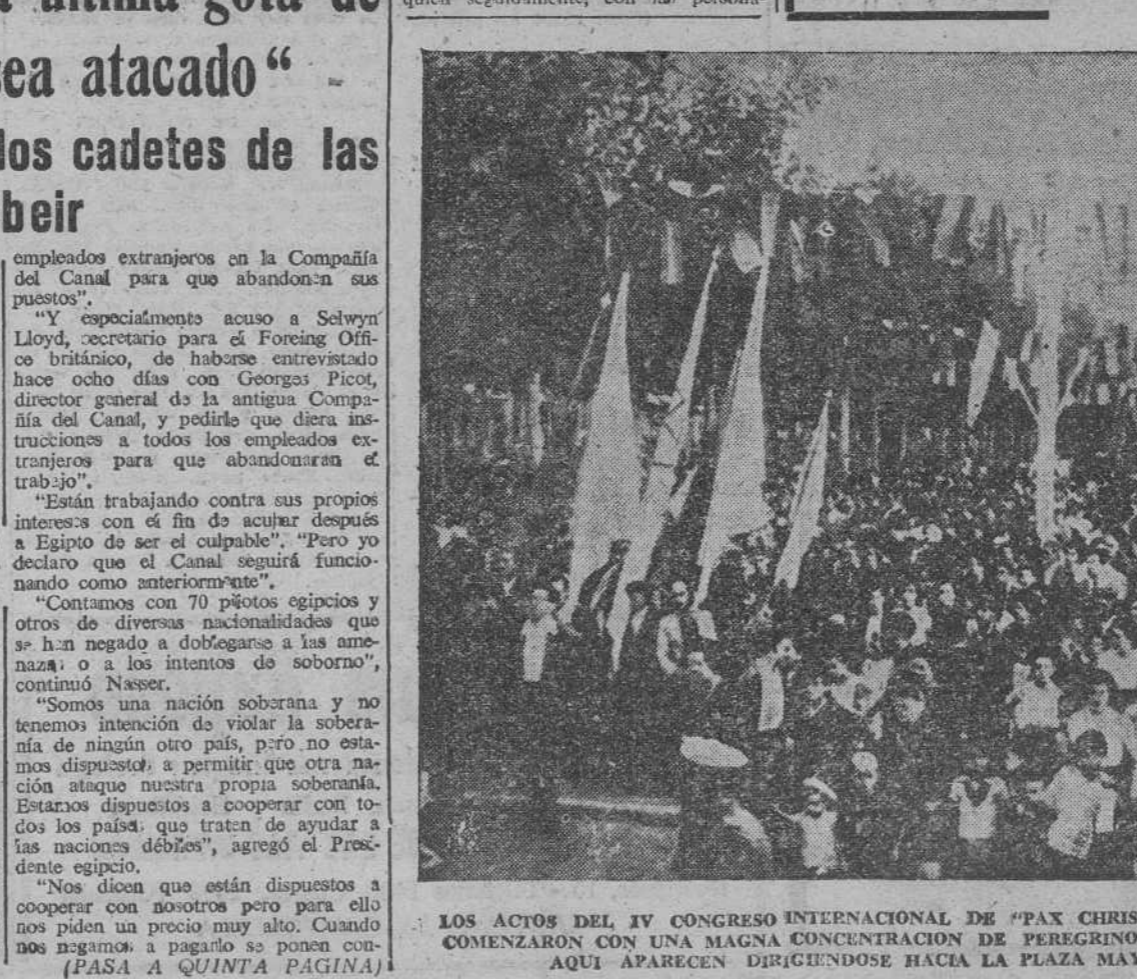 última gota de
sea atacado"
los cadetes de las
beir
empleados extranjeros en la Compañía
del Canal para que abandonen sus
puestos".
"Y especialmente acuso a Selwyn
Lloyd, secretario para el Foreing Offi-
ce británico, de haberse entrevistado
hace ocho días con Georges Picot,
director general de la antigua Compa-
ñía del Canal, y pedirle que diera ins-
trucciones a todos los empleados ex-
tranjeros para que abandonaran el
trabajo".
"Están trabajando contra sus propios
intereses con el fin de acusar después
a Egipto de ser el culpable". "Pero yo
declaro que el Canal seguirá funcio-
nando como anteriormente".
"Contamos con 70 pilotos egipcios y
otros de diversas nacionalidades que
se han negado a doblegarse a las ame-
nazas o a los intentos de soborno",
continuó Nasser.
"Somos una nación soberana y no
tenemos intención de violar la sobera-
nía de ningún otro país, pero no esta-
mos dispuestos a permitir que otra na-
ción ataque nuestra propia soberanía.
Estamos dispuestos a cooperar con to-
dos los países que traten de ayudar a
las naciones débiles", agregó el Presi-
dente egipcio.
"Nos dicen que están dispuestos a
cooperar con nosotros pero para ello
nos piden un precio muy alto. Cuando
nos negamos a pagarlo se ponen con-
(PASA A QUINTA PAGINA)
LOS ACTOS DEL IV CONGRESO INTERNACIONAL DE "PAX CHRIS
COMENZARON CON UNA MAGNA CONCENTRACION DE PEREGRINO
AQUI APARECEN DIRIGIENDOSE HACIA LA PLAZA MAY